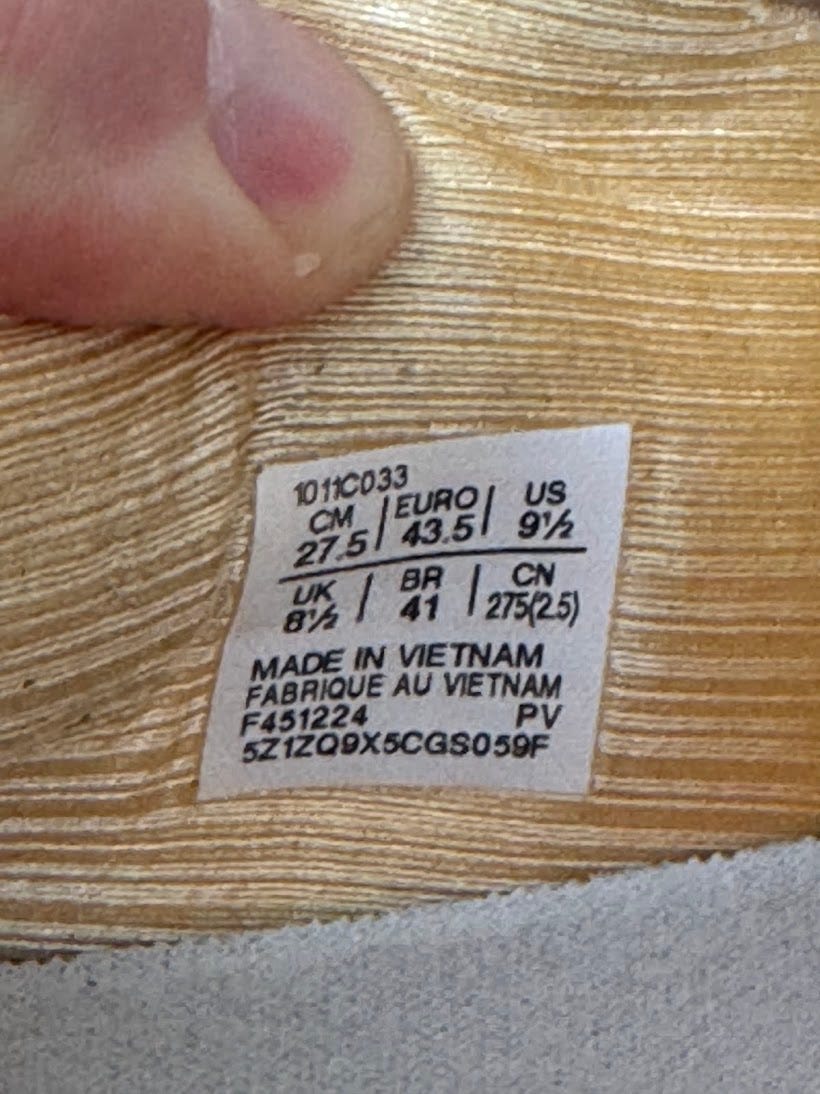 1011C033
CM | EURO | US
27.5 | 43.5 | 9½
UK | BR | CN
8½ | 41 | 275(2.5)
MADE IN VIETNAM
FABRIQUE AU VIETNAM
F451224 PV
5Z1ZQ9X5CGS059F